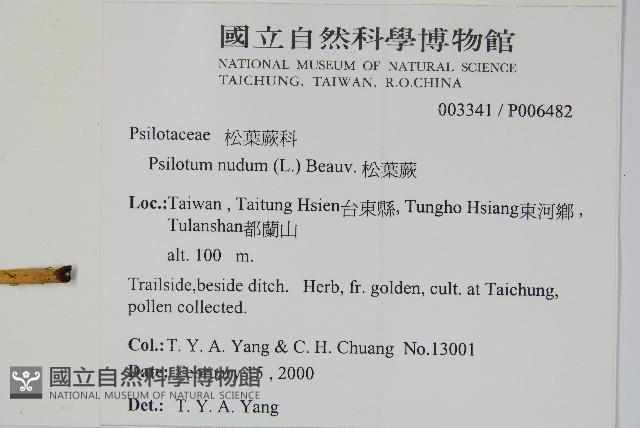 國立自然科學博物館
NATIONAL MUSEUM OF NATURAL SCIENCE
TAICHUNG, TAIWAN, R.O.CHINA
003341 / P006482
Psilotaceae 松葉蕨科
Psilotum nudum (L.) Beauv. 松葉蕨
Loc.:Taiwan , Taitung Hsien台東縣, Tungho Hsiang東河鄉 ,
Tulanshan都蘭山
alt. 100 m.
Trailside,beside ditch. Herb, fr. golden, cult. at Taichung,
pollen collected.
Col.: T. Y. A. Yang & C. H. Chuang No.13001
Date: 5 , 2000
國立自然科學博物館
NATIONAL MUSEUM OF NATURAL SCIENCE
Det.: T. Y. A. Yang